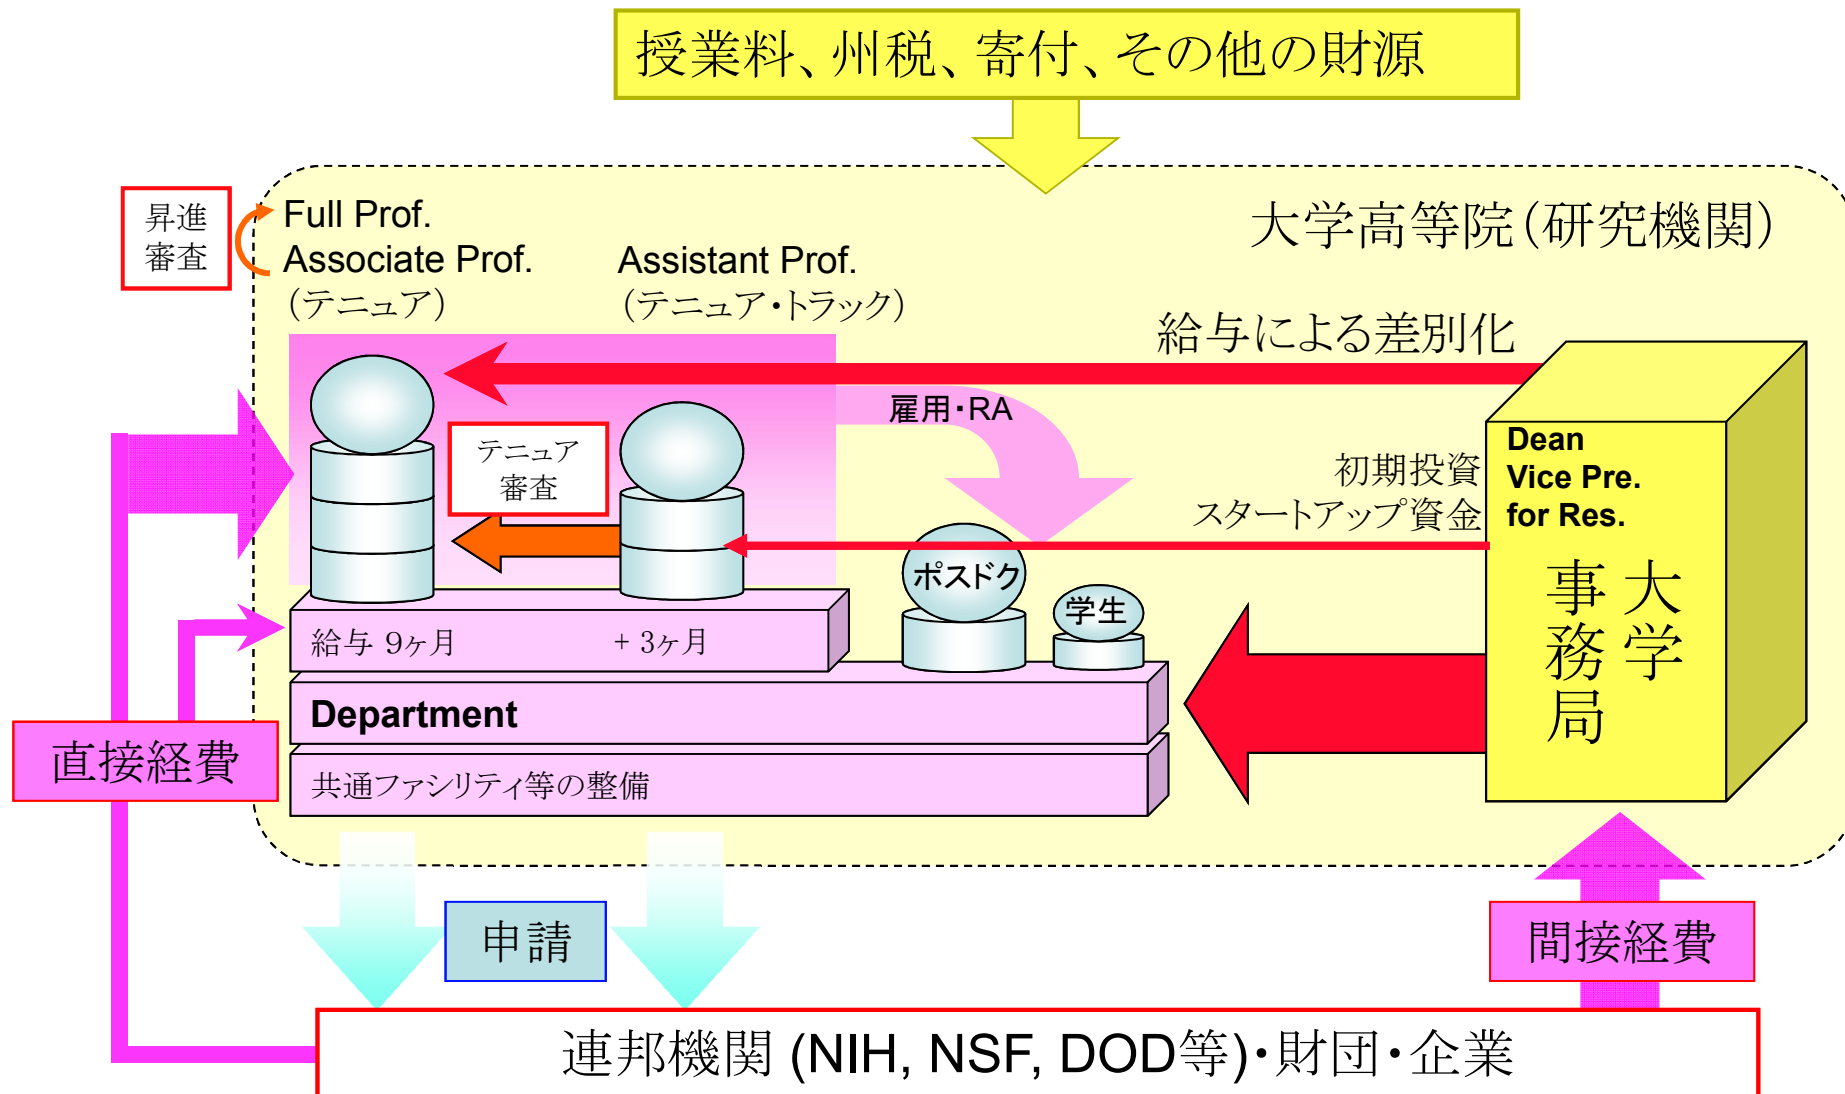 授業料、州税、寄付、その他の財源
昇進
審査
Full Prof.
Associate Prof.
（テニュア）
Assistant Prof.
（テニュア・トラック）
大学高等院（研究機関）
給与による差別化
雇用・RA
テニュア
審査
初期投資
スタートアップ資金
Dean
Vice Pre.
for Res.
大学
事務局
ポスドク
学生
給与 9ヶ月
+ 3ヶ月
Department
共通ファシリティ等の整備
直接経費
申請
間接経費
連邦機関 (NIH, NSF, DOD等)・財団・企業